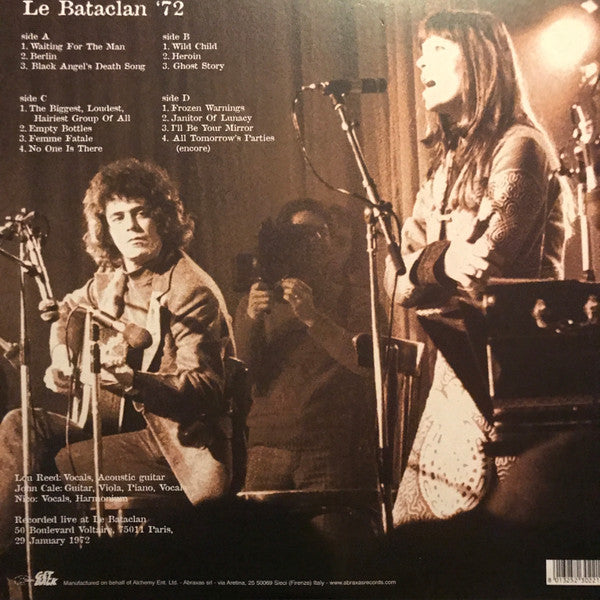 Le Bataclan '72
side A
1. Waiting For The Man
2. Berlin
3. Black Angel's Death Song
side B
1. Wild Child
2. Heroin
3. Ghost Story
side C
1. The Biggest, Loudest,
Hairiest Group Of All
2. Empty Bottles
3. Femme Fatale
4. No One Is There
side D
1. Frozen Warnings
2. Janitor Of Lunacy
3. I'll Be Your Mirror
4. All Tomorrow's Parties
(encore)
Lou Reed: Vocals, Acoustic guitar
John Cale: Guitar, Viola, Piano, Vocals
Nico: Vocals, Harmonium
Recorded live at Le Bataclan
50 Boulevard Voltaire, 75011 Paris,
29 January 1972
GET BACK
Manufactured on behalf of Alchemy Ent. Ltd. - Abraxas srl - via Aretina, 25 50069 Sieci (Firenze) Italy - www.abraxasrecords.com